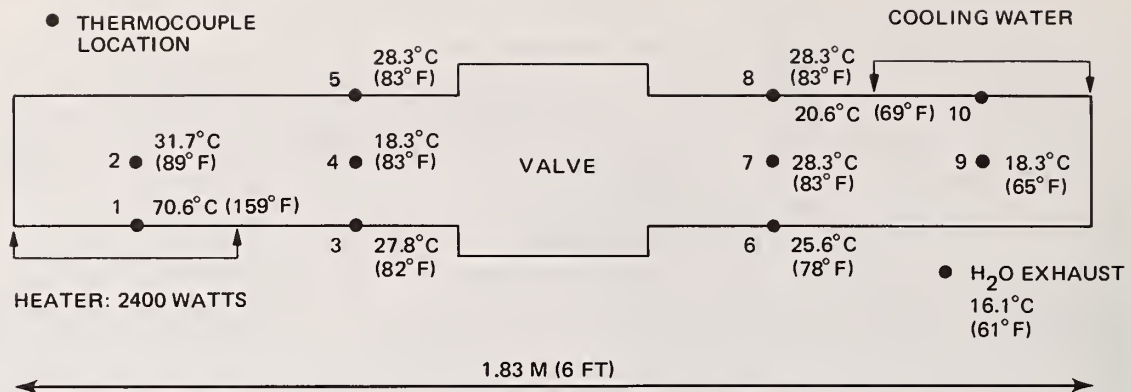 ● THERMOCOUPLE
LOCATION
COOLING WATER
5
28.3°C
(83°F)
8
28.3°C
(83°F)
20.6°C (69°F) 10
2
31.7°C
(89°F)
4
18.3°C
(83°F)
VALVE
7
28.3°C
(83°F)
9
18.3°C
(65°F)
1 70.6°C (159°F)
3
27.8°C
(82°F)
6
25.6°C
(78°F)
HEATER: 2400 WATTS
● H₂O EXHAUST
16.1°C
(61°F)
1.83 M (6 FT)